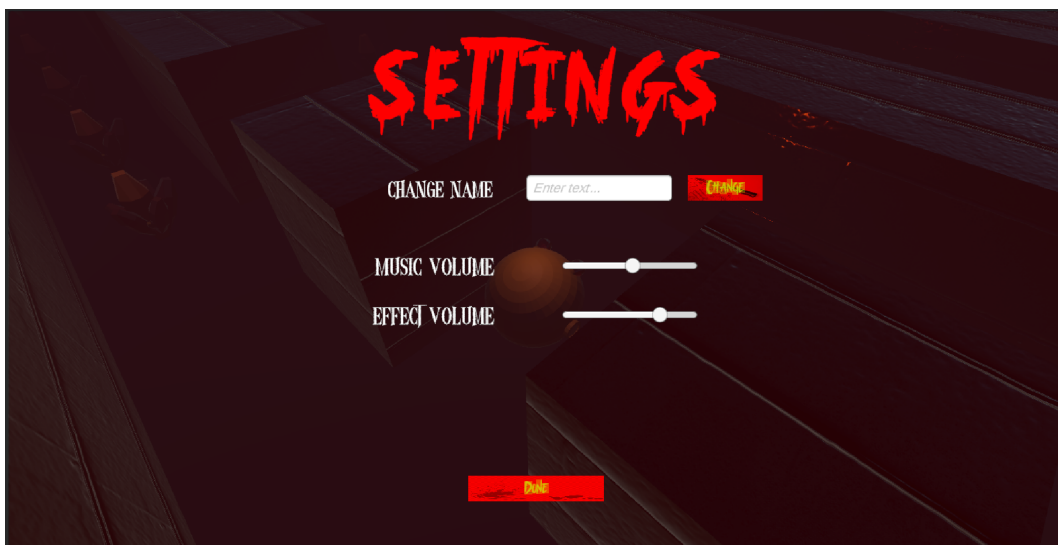 SETTINGS
CHANGE NAME Enter text... CHANGE
MUSIC VOLUME
EFFECT VOLUME
DONE